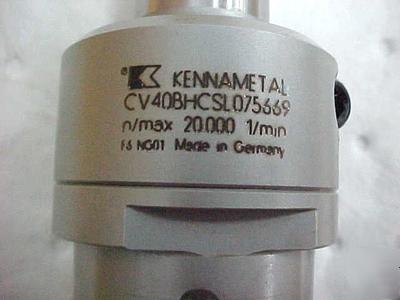 KENNAMETAL
CV40BHCSL075669
n/max 20.000 1/min
F6 NG01 Made in Germany